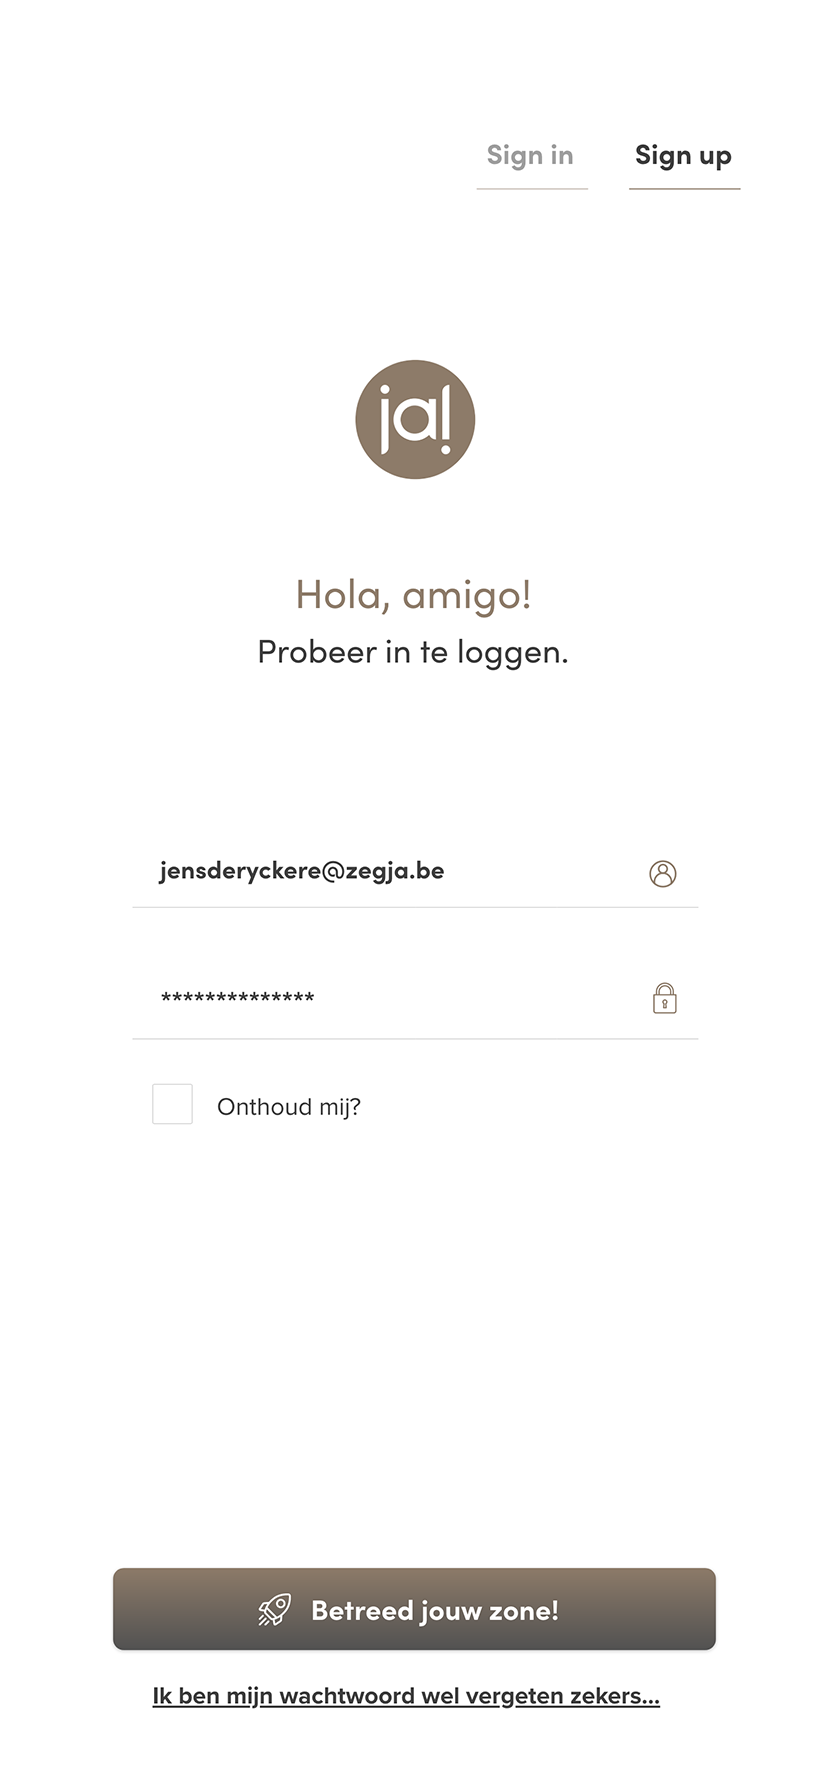 Sign in Sign up
ja!
Hola, amigo!
Probeer in te loggen.
jensderyckere@zegja.be
**************
Onthoud mij?
Betreed jouw zone!
Ik ben mijn wachtwoord wel vergeten zekers...